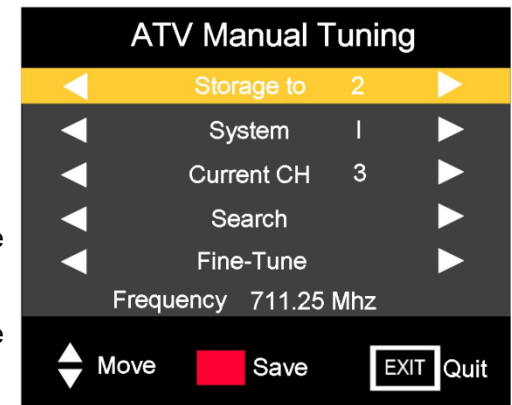 ATV Manual Tuning
Storage to 2
System I
Current CH 3
Search
e
Fine-Tune
Frequency 711.25 Mhz
e
Move Save EXIT Quit